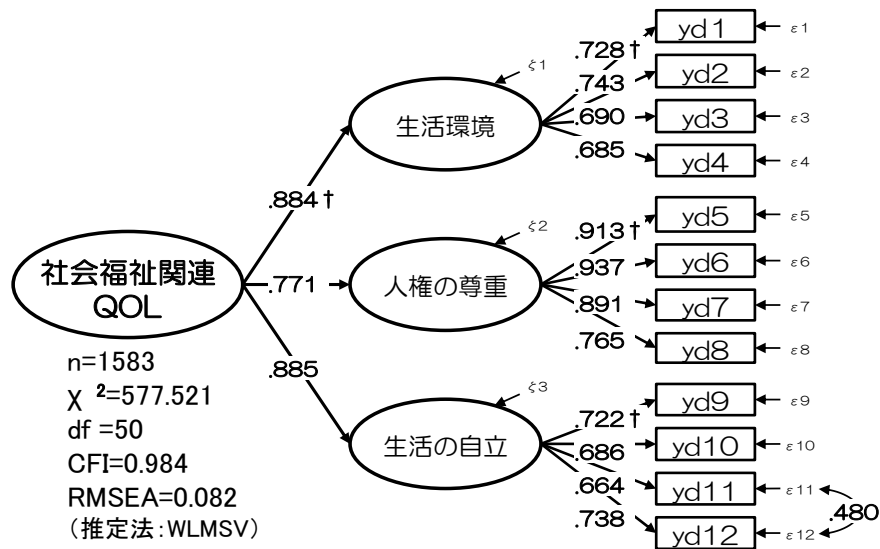 yd1
ε1
ζ1
.728†
yd2
ε2
.743
生活環境
.690
yd3
ε3
.685
yd4
ε4
.884†
yd5
ε5
ζ2
.913†
社会福祉関連
QOL
.771
人権の尊重
.937
yd6
ε6
.891
yd7
ε7
.765
yd8
ε8
.885
n=1583
χ ²=577.521
df =50
CFI=0.984
RMSEA=0.082
(推定法:WLMSV)
ζ3
yd9
ε9
.722†
生活の自立
.686
yd10
ε10
.664
yd11
ε11
.738
yd12
ε12
.480